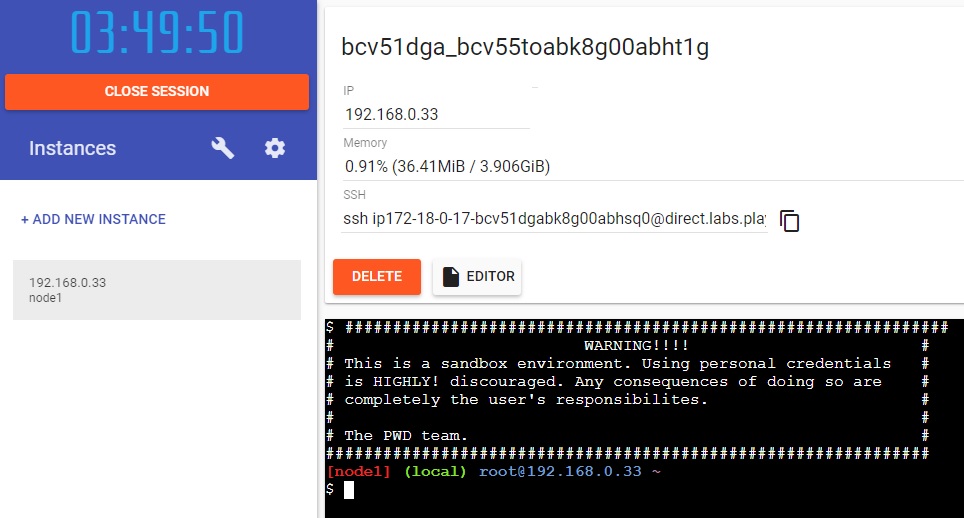 03:49:50
CLOSE SESSION
Instances
+ ADD NEW INSTANCE
192.168.0.33
node1
bcv51dga_bcv55toabk8g00abht1g
IP
192.168.0.33
Memory
0.91% (36.41MiB / 3.906GiB)
SSH
ssh ip172-18-0-17-bcv51dgabk8g00abhsq0@direct.labs.play
DELETE
EDITOR
$ ###############################################################
# WARNING!!!! #
# This is a sandbox environment. Using personal credentials #
# is HIGHLY! discouraged. Any consequences of doing so are #
# completely the user's responsibilites. #
# #
# The PWD team. #
###############################################################
[node1] (local) root@192.168.0.33 ~
$